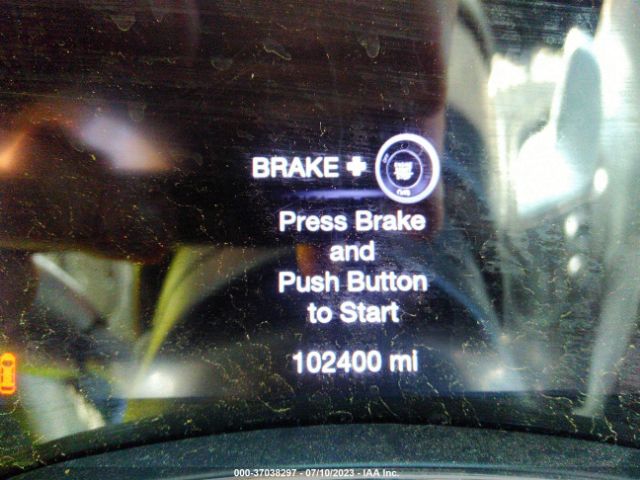 BRAKE +
Press Brake
and
Push Button
to Start
102400 mi
000-37038297 - 07/10/2023 - IAA Inc.